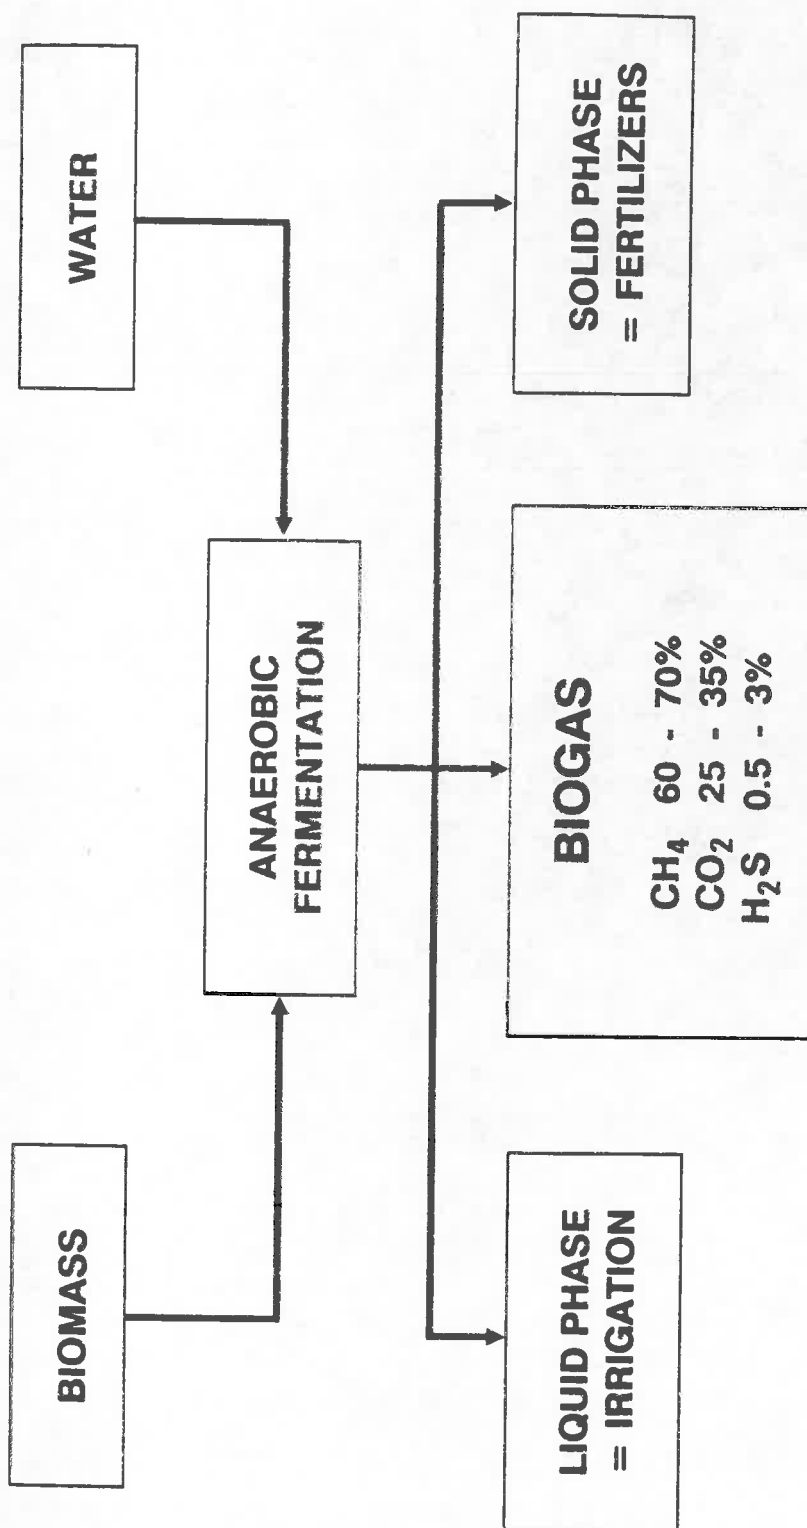 BIOMASS
WATER
ANAEROBIC
FERMENTATION
LIQUID PHASE
= IRRIGATION
BIOGAS
CH₄ 60 - 70%
CO₂ 25 - 35%
H₂S 0.5 - 3%
SOLID PHASE
= FERTILIZERS